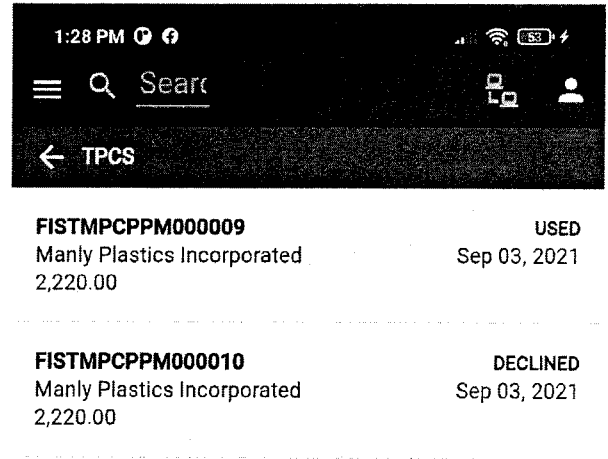 1:28 PM
53
Searc
TPCS
FISTMPCPPM000009 USED
Manly Plastics Incorporated Sep 03, 2021
2,220.00
FISTMPCPPM000010 DECLINED
Manly Plastics Incorporated Sep 03, 2021
2,220.00